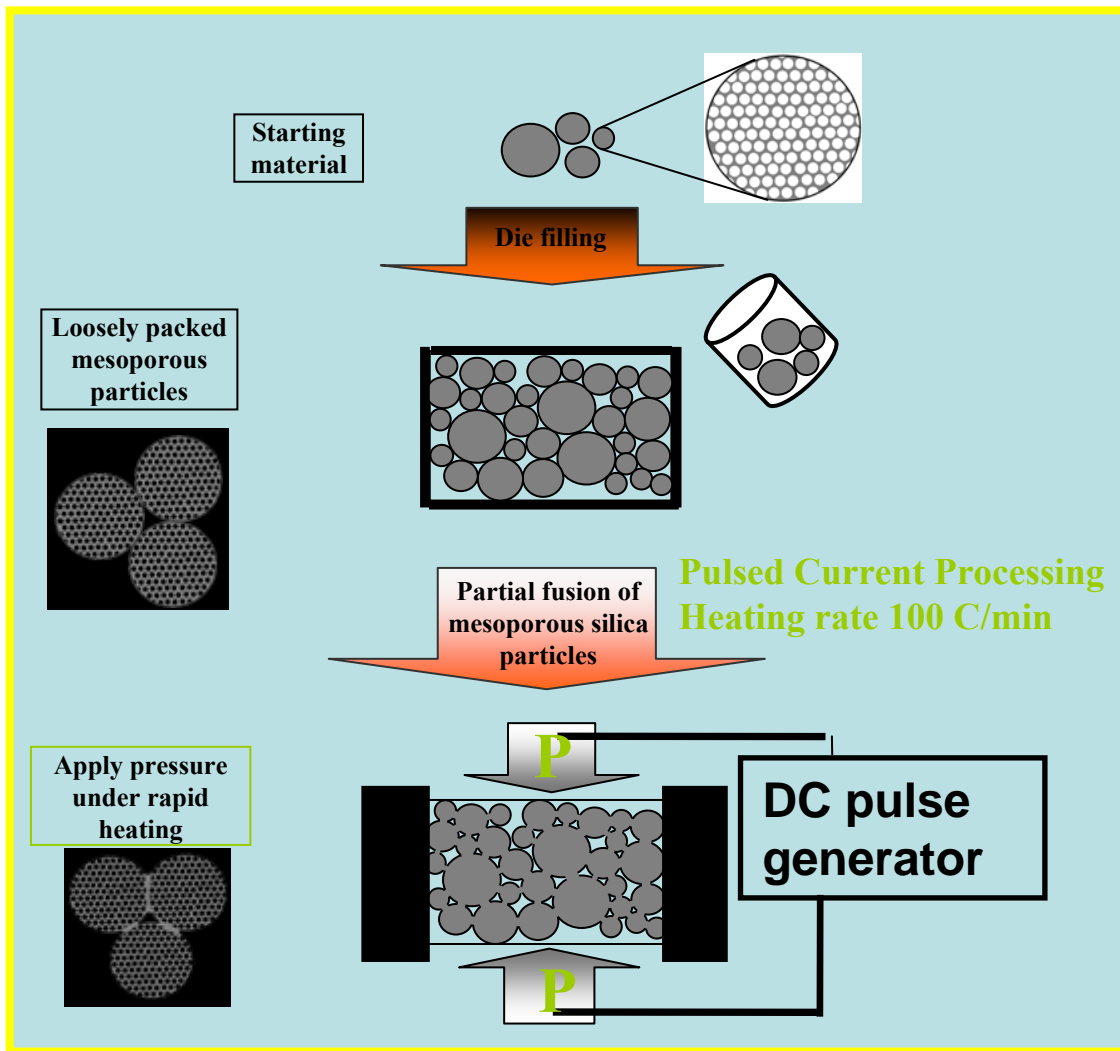 Starting
material
Die filling
Loosely packed
mesoporous
particles
Partial fusion of
mesoporous silica
particles
Pulsed Current Processing
Heating rate 100 C/min
Apply pressure
under rapid
heating
P
DC pulse
generator
P